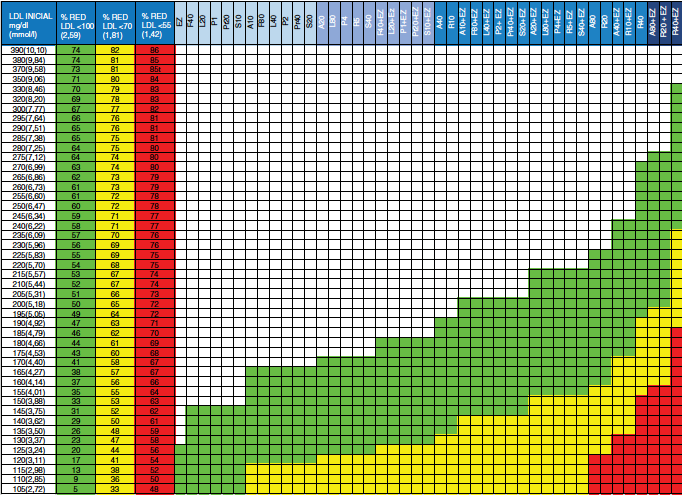 LDL INICIAL mg/dl (mmol/l) % RED LDL <100 (2,59) % RED LDL <70 (1,81) % RED LDL <55 (1,42) EZ F40 L20 P1 Pr20 S10 A10 F80 L40 P2 Pr40 S20 A20 L80 P4 R5 S40 F40+EZ L20+EZ P1+EZ Pr20+EZ S10+EZ A40 R10 A10+EZ F80+EZ L40+EZ P2+ EZ Pr40+EZ S20+EZ A20+EZ L80+EZ P4+EZ R5+EZ S40+EZ A80 R20 A40+EZ R10+EZ R40 A80+EZ R20 + EZ R40+EZ
390(10,10) 74 82 86
380(9,84) 74 81 85
370(9,58) 73 81 85t
350(9,06) 71 80 84
330(8,46) 70 79 83
320(8,20) 69 78 83
300(7,77) 67 77 82
295(7,64) 66 76 81
290(7,51) 65 76 81
285(7,38) 65 75 81
280(7,25) 64 75 80
275(7,12) 64 74 80
270(6,99) 63 74 80
265(6,86) 62 73 79
260(6,73) 61 73 79
255(6,60) 61 72 78
250(6,47) 60 72 78
245(6,34) 59 71 77
240(6,22) 58 71 77
235(6,09) 57 70 76
230(5,96) 56 69 76
225(5,83) 55 69 75
220(5,70) 54 68 75
215(5,57) 53 67 74
210(5,44) 52 67 74
205(5,31) 51 66 73
200(5,18) 50 65 72
195(5,05) 49 64 72
190(4,92) 47 63 71
185(4,79) 46 62 70
180(4,66) 44 61 69
175(4,53) 43 60 68
170(4,40) 41 58 67
165(4,27) 38 57 67
160(4,14) 37 56 66
155(4,01) 35 55 64
150(3,88) 33 53 63
145(3,75) 31 52 62
140(3,62) 29 50 61
135(3,50) 26 48 59
130(3,37) 23 47 58
125(3,24) 20 44 56
120(3,11) 17 41 54
115(2,98) 13 38 52
110(2,85) 9 36 50
105(2,72) 5 33 48